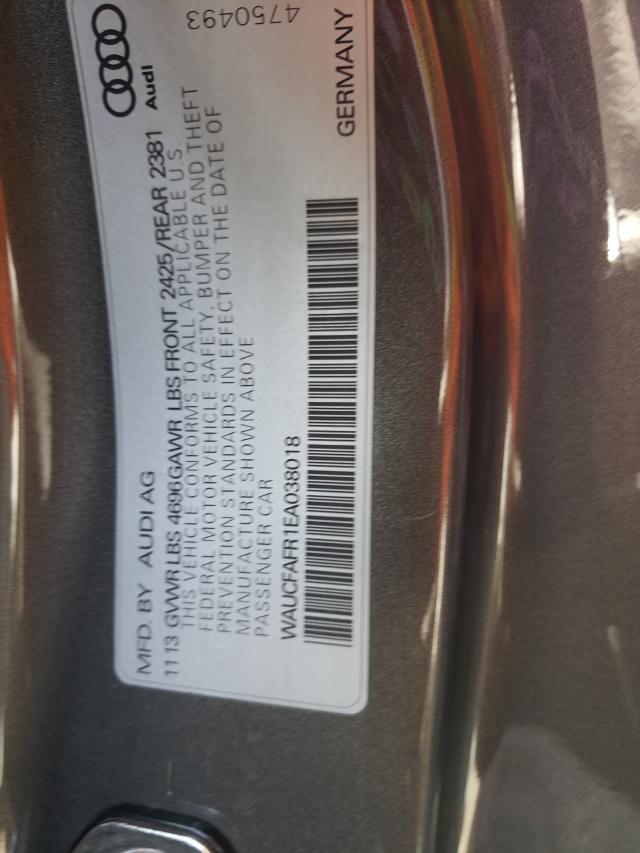 MFD. BY AUDI AG
1113 GVWR LBS 4696 GAWR LBS FRONT 2425/REAR 2381
THIS VEHICLE CONFORMS TO ALL APPLICABLE U.S.
FEDERAL MOTOR VEHICLE SAFETY, BUMPER AND THEFT
PREVENTION STANDARDS IN EFFECT ON THE DATE OF
MANUFACTURE SHOWN ABOVE
PASSENGER CAR
WAUCFAFR1EA038018
Audi
GERMANY
4750493